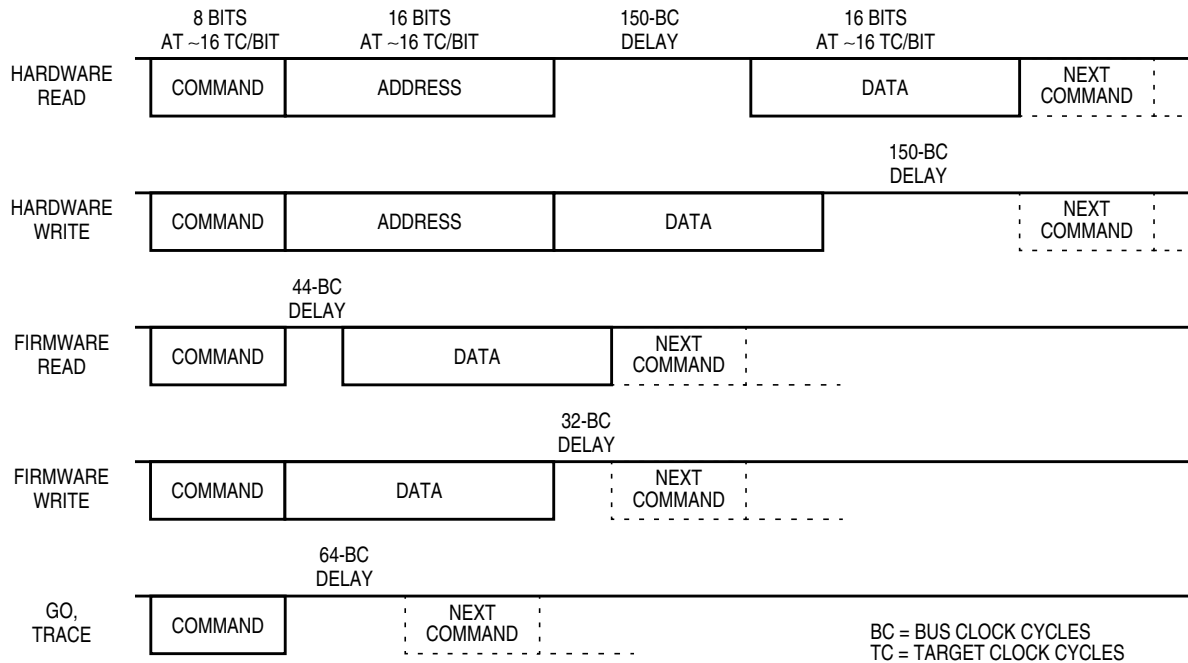 8 BITS
AT ~16 TC/BIT
16 BITS
AT ~16 TC/BIT
150-BC
DELAY
16 BITS
AT ~16 TC/BIT
HARDWARE
READ
COMMAND
ADDRESS
DATA
NEXT
COMMAND
150-BC
DELAY
HARDWARE
WRITE
COMMAND
ADDRESS
DATA
NEXT
COMMAND
44-BC
DELAY
FIRMWARE
READ
COMMAND
DATA
NEXT
COMMAND
32-BC
DELAY
FIRMWARE
WRITE
COMMAND
DATA
NEXT
COMMAND
64-BC
DELAY
GO,
TRACE
COMMAND
NEXT
COMMAND
BC = BUS CLOCK CYCLES
TC = TARGET CLOCK CYCLES